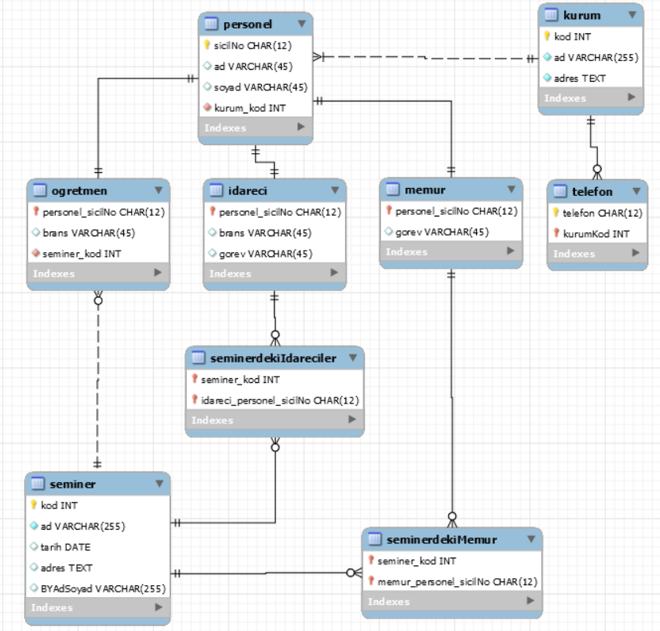 personel
sicilNo CHAR(12)
ad VARCHAR(45)
soyad VARCHAR(45)
kurum_kod INT
Indexes
kurum
kod INT
ad VARCHAR(255)
adres TEXT
Indexes
ogretmen
personel_sicilNo CHAR(12)
brans VARCHAR(45)
seminer_kod INT
Indexes
idareci
personel_sicilNo CHAR(12)
brans VARCHAR(45)
gorev VARCHAR(45)
Indexes
memur
personel_sicilNo CHAR(12)
gorev VARCHAR(45)
Indexes
telefon
telefon CHAR(12)
kurumKod INT
Indexes
seminerdekiIdareciler
seminer_kod INT
idareci_personel_sicilNo CHAR(12)
Indexes
seminer
kod INT
ad VARCHAR(255)
tarih DATE
adres TEXT
BYAdSoyad VARCHAR(255)
Indexes
seminerdekiMemur
seminer_kod INT
memur_personel_sicilNo CHAR(12)
Indexes